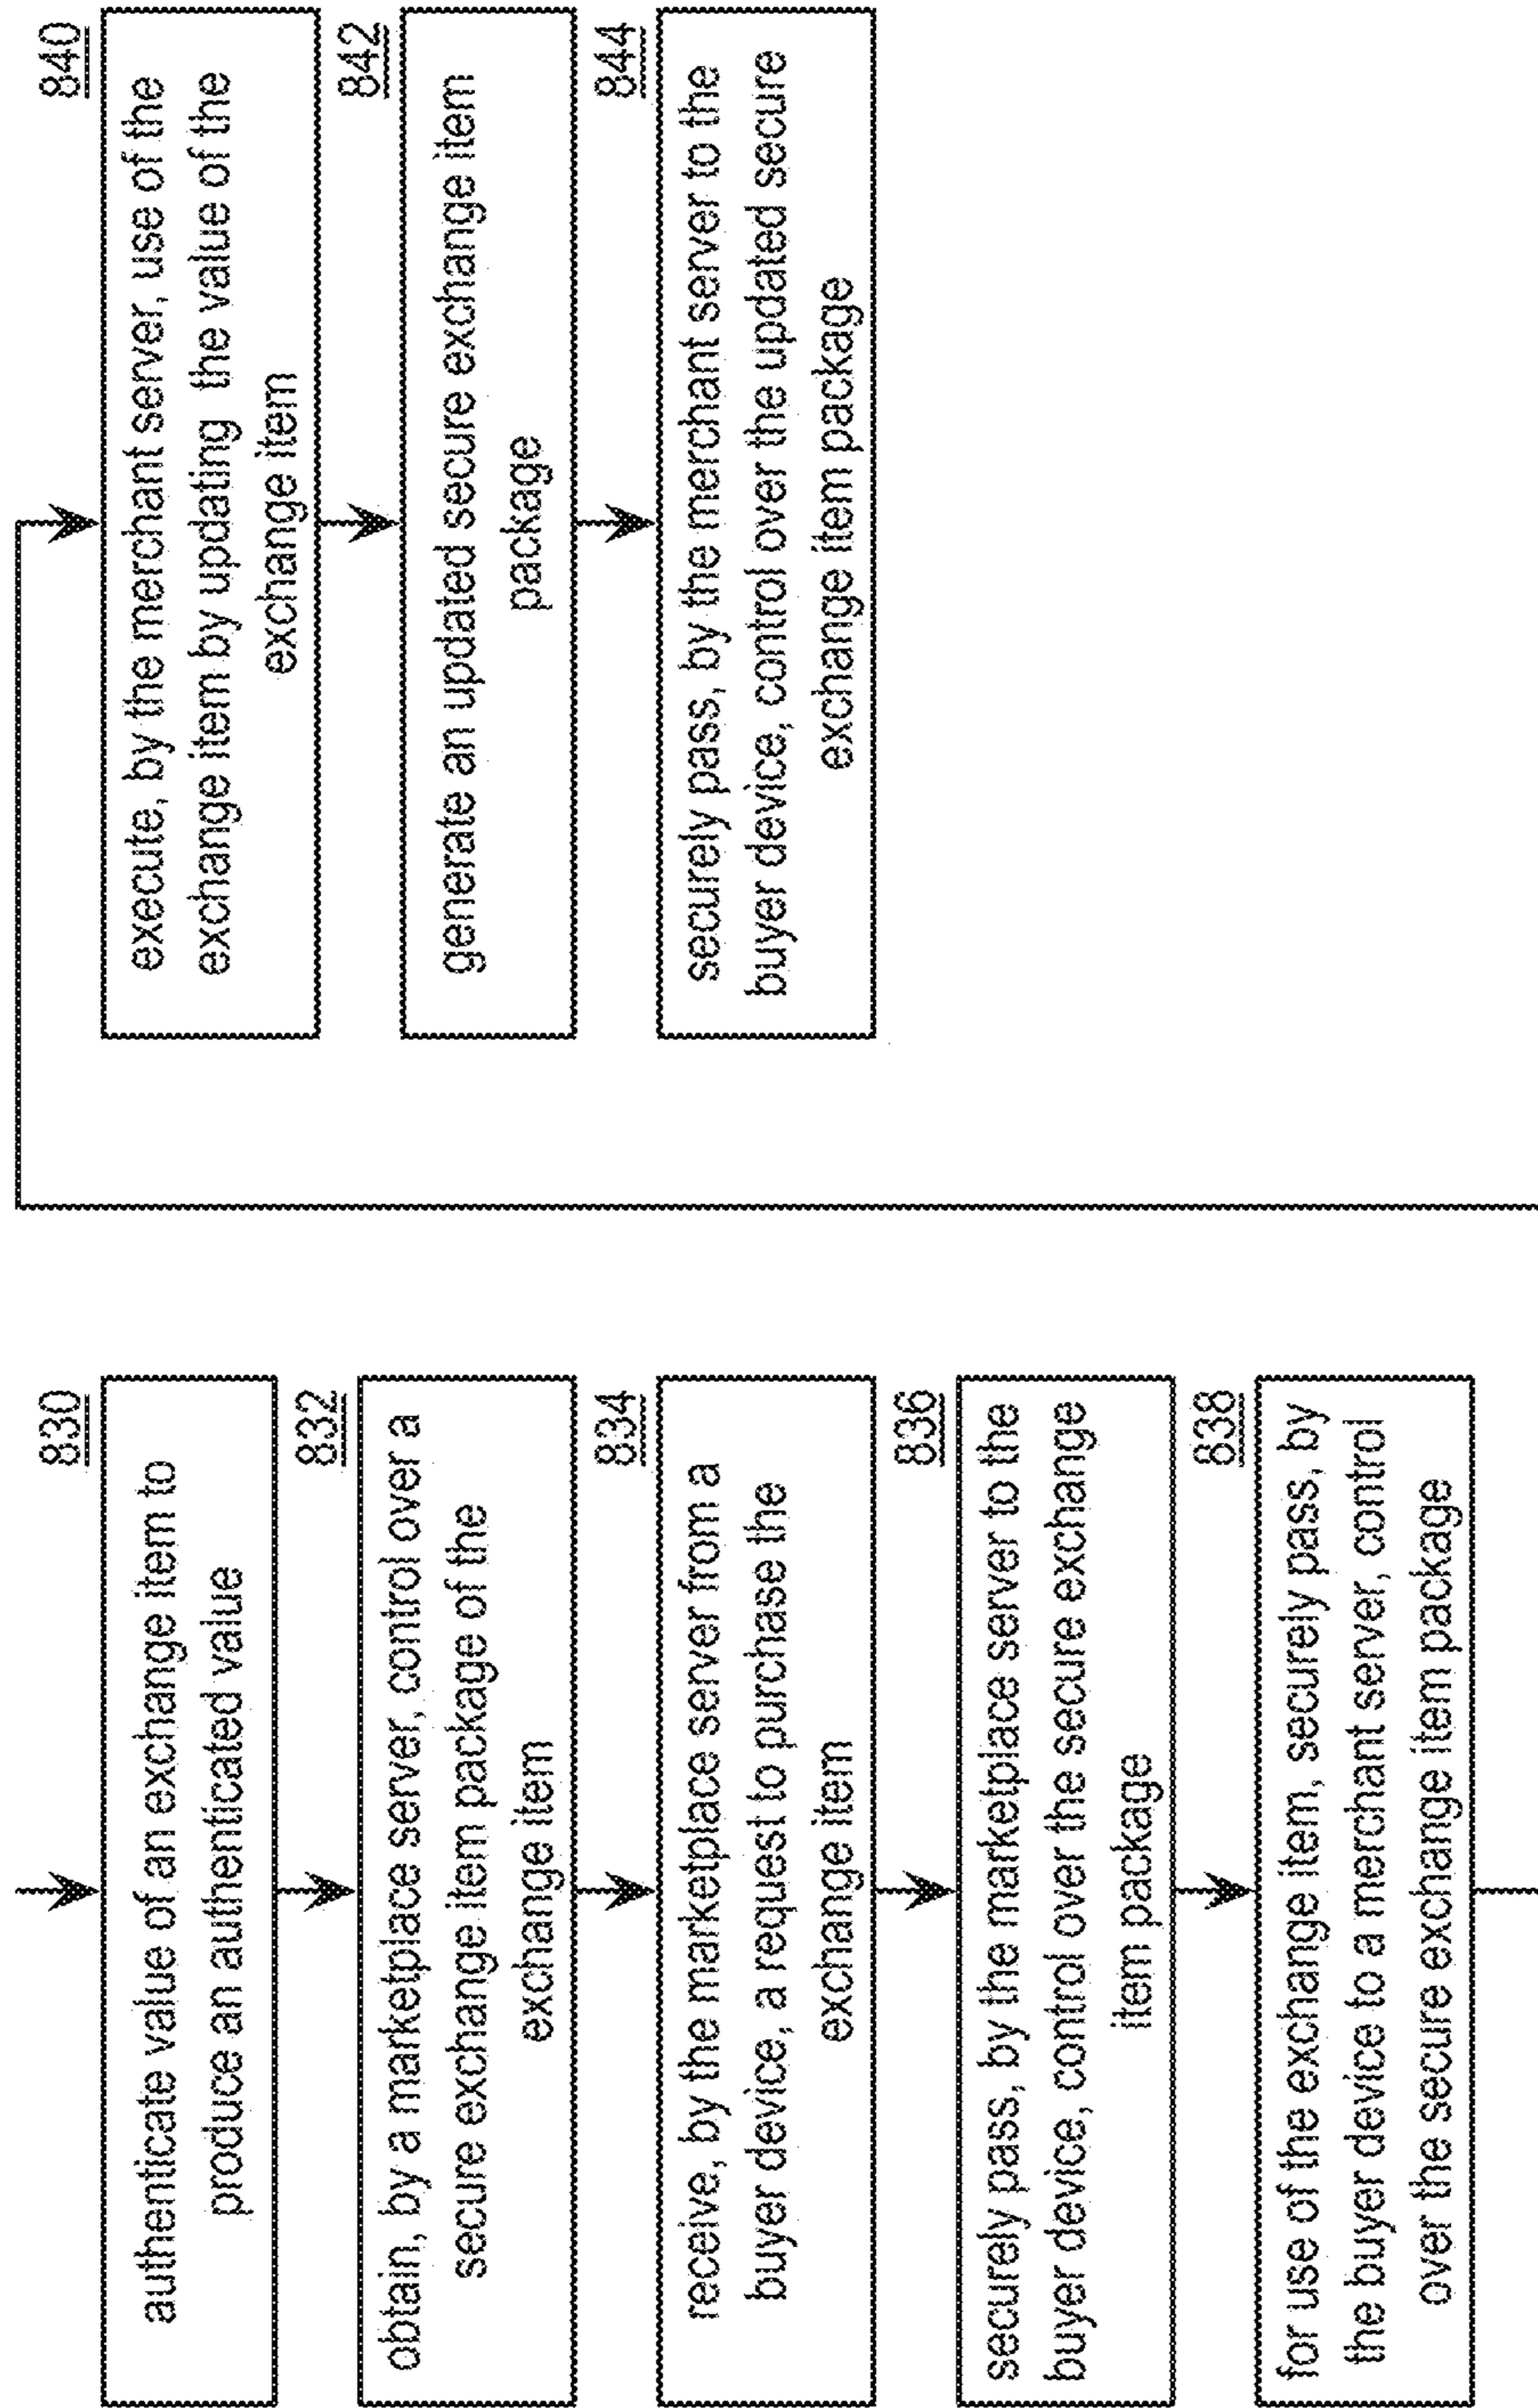 830
authenticate value of an exchange item to
produce an authenticated value
832
obtain, by a marketplace server, control over a
secure exchange item package of the
exchange item
834
receive, by the marketplace server from a
buyer device, a request to purchase the
exchange item
836
securely pass, by the marketplace server to the
buyer device, control over the secure exchange
item package
838
for use of the exchange item, securely pass, by
the buyer device to a merchant server, control
over the secure exchange item package
840
execute, by the merchant server, use of the
exchange item by updating the value of the
exchange item
842
generate an updated secure exchange item
package
844
securely pass, by the merchant server to the
buyer device, control over the updated secure
exchange item package